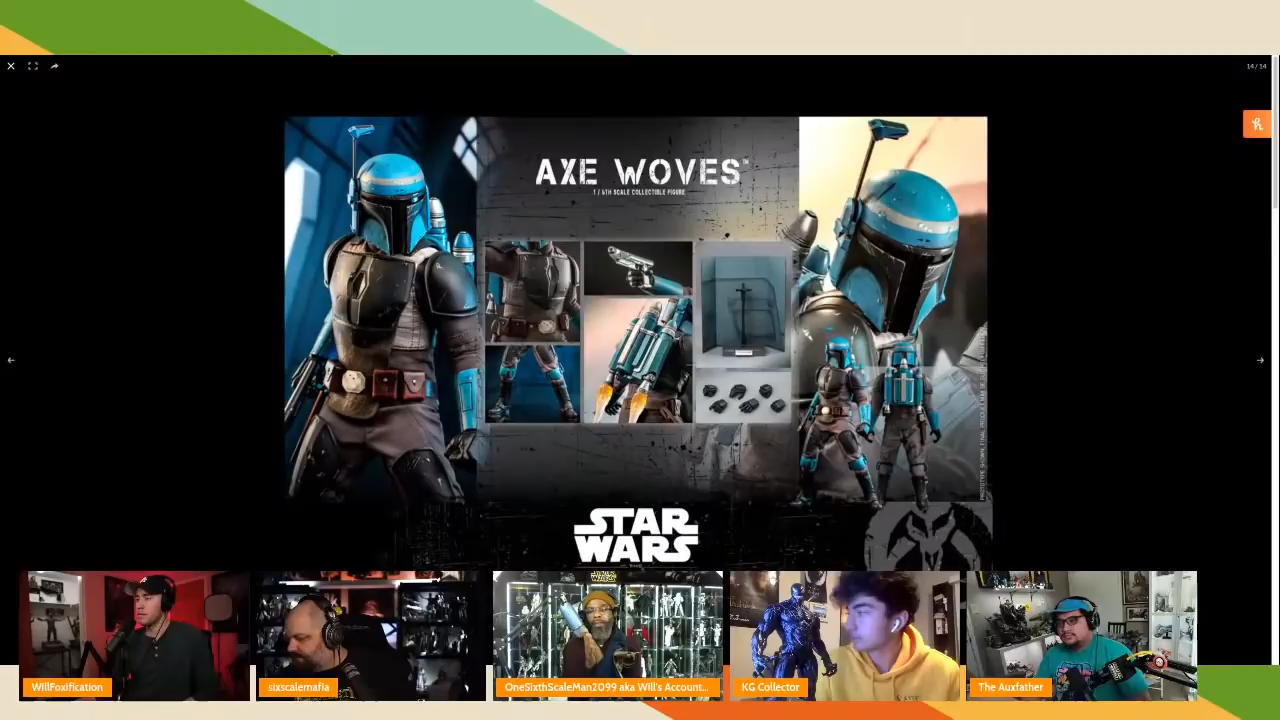 14 / 14
AXE WOVES™
1 / 6TH SCALE COLLECTIBLE FIGURE
STAR
WARS
WillFoxification
sixscalemafia
OneSixthScaleMan2099 aka Will's Account...
KG Collector
The Auxfather